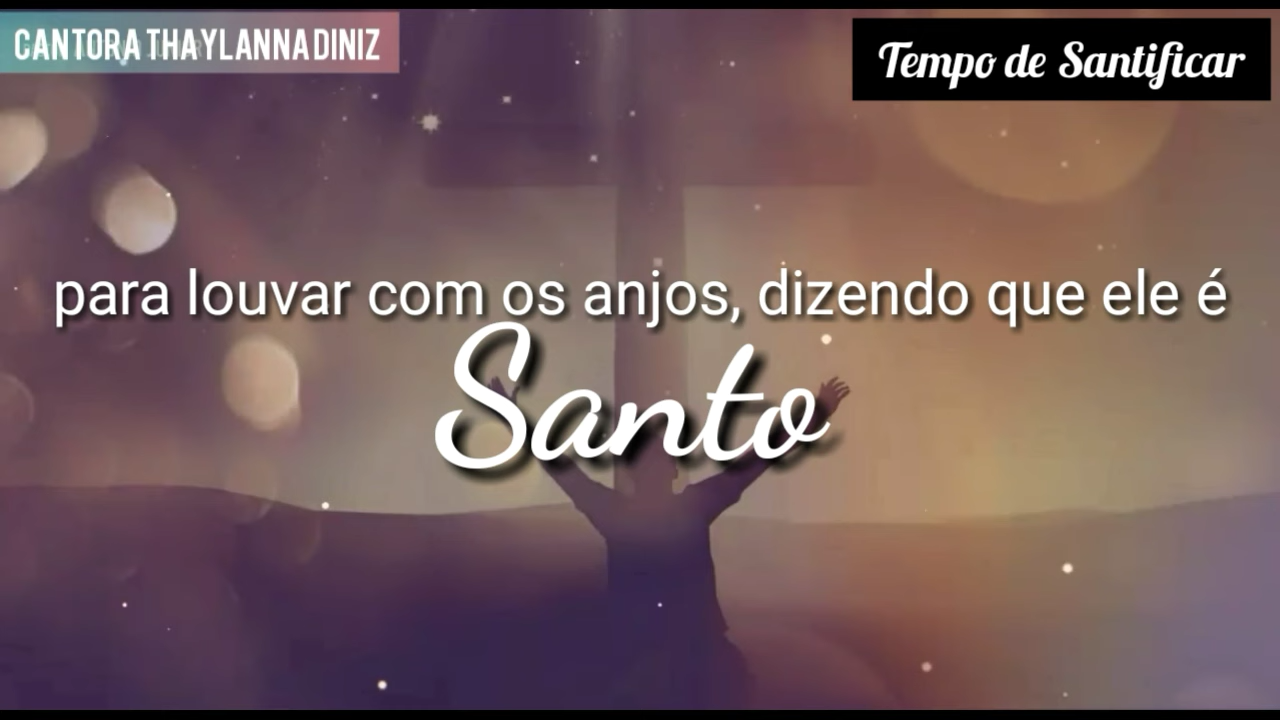 CANTORA THAYLANNA DINIZ
Tempo de Santificar
para louvar com os anjos, dizendo que ele é
Santo